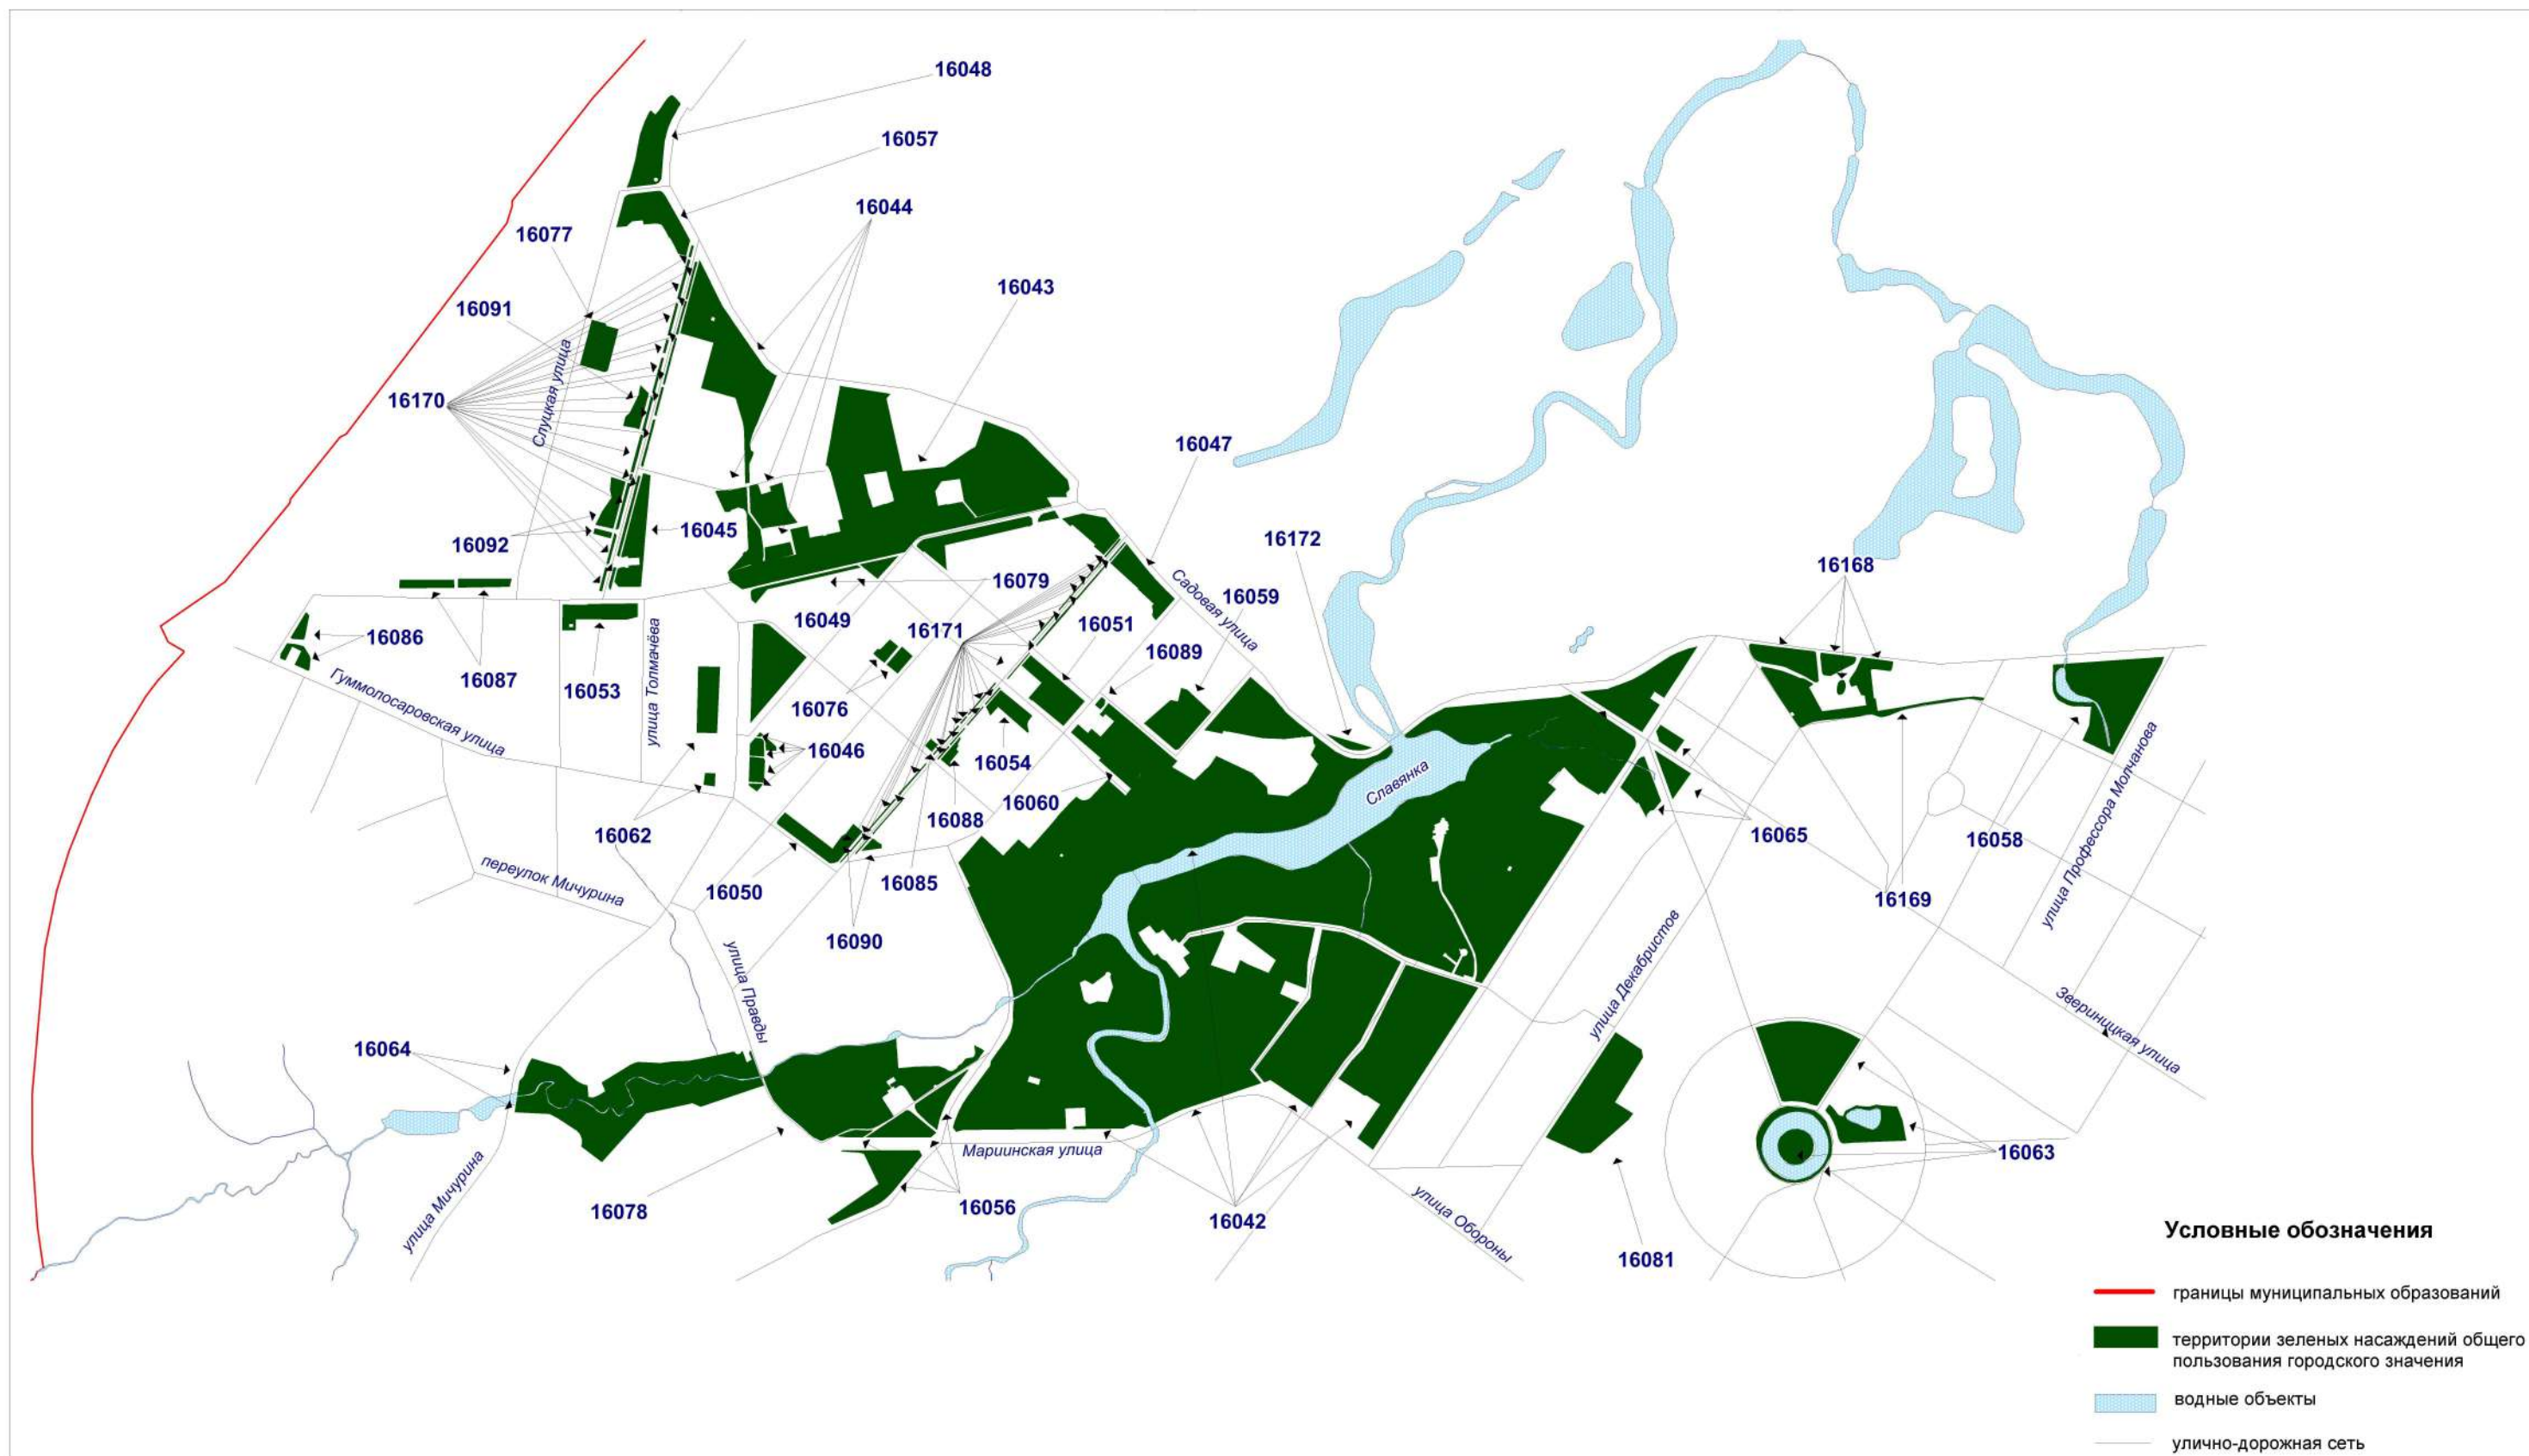 16048
16057
16044
16077
16043
16091
16170
Слуцкая улица
16047
16092
16045
16172
16168
16079
16049
16059
16171
16051
Садовая улица
16086
16087
16053
улица Толмачёва
16089
16076
Гуммолосаровская улица
16046
16054
16060
16088
Славянка
16062
16065
16058
улица Профессора Молчанова
16050
16085
16169
переулок Мичурина
16090
улица Правды
улица Декабристов
Звериницкая улица
16064
Мариинская улица
16063
16078
16056
16042
улица Мичурина
улица Обороны
16081
Условные обозначения
границы муниципальных образований
территории зеленых насаждений общего
пользования городского значения
водные объекты
улично-дорожная сеть